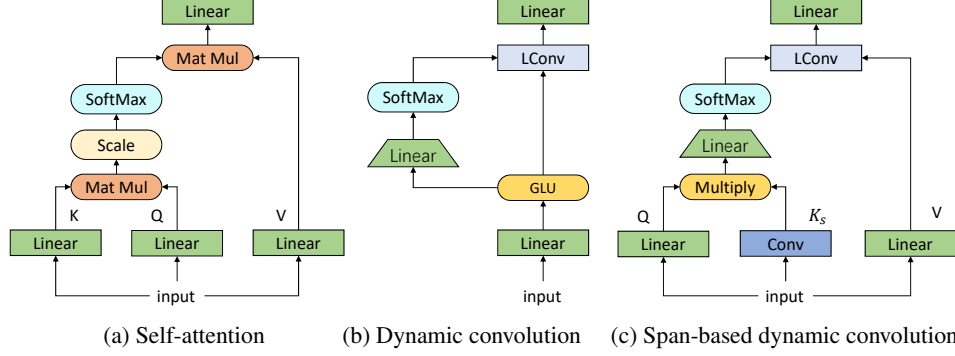 Linear
Mat Mul
SoftMax
Scale
Mat Mul
K
Q
V
Linear
Linear
Linear
input
(a) Self-attention
Linear
LConv
SoftMax
Linear
GLU
Linear
input
(b) Dynamic convolution
Linear
LConv
SoftMax
Linear
Multiply
Q
Ks
V
Linear
Conv
Linear
input
(c) Span-based dynamic convolution